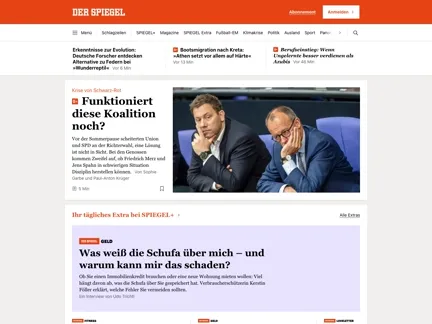 DER SPIEGEL
Abonnement
Anmelden
Menü Schlagzeilen SPIEGEL+ Magazine SPIEGEL Extra Fußball-EM Klimakrise Politik Ausland Sport
Erkenntnisse zur Evolution:
Deutsche Forscher entdecken
Alternative zu Federn bei
»Wunderreptil« Vor 6 Min
Bootsmigration nach Kreta:
»Athen setzt vor allem auf Härte«
Vor 13 Min
Berufseinstieg: Wenn
Ungelernte besser verdienen als
Azubis Vor 46 Min
Krise von Schwarz-Rot
Funktioniert
diese Koalition
noch?
Vor der Sommerpause scheiterten Union
und SPD an der Richterwahl, eine Lösung
ist nicht in Sicht. Bei den Genossen
kommen Zweifel auf, ob Friedrich Merz und
Jens Spahn in schwierigen Situation
Disziplin herstellen können. Von Sophie
Garbe und Paul-Anton Krüger
5 Min
Ihr tägliches Extra bei SPIEGEL+
Alle Extras
DER SPIEGEL GELD
Was weiß die Schufa über mich – und
warum kann mir das schaden?
Ob Sie einen Immobilienkredit brauchen oder eine neue Wohnung mieten wollen: Viel
hängt davon ab, was die Schufa über Sie gespeichert hat. Verbraucherschützerin Kerstin
Föller erklärt, welche Fehler Sie vermeiden sollten.
Ein Interview von Udo Trichtl
FITNESS
GELD